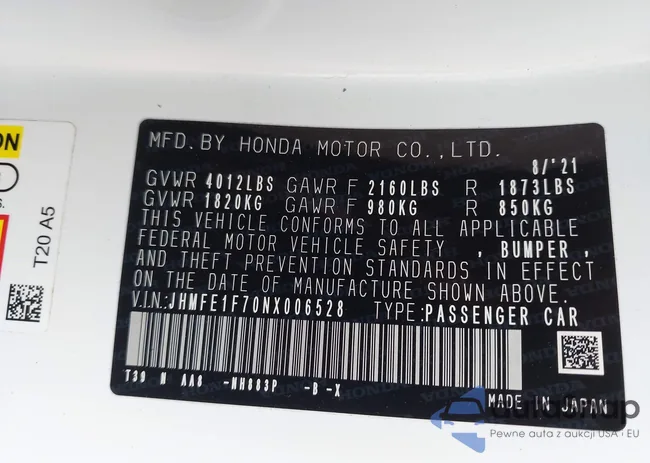 ON
S.
T20 A5
MFD. BY HONDA MOTOR CO., LTD.
8/'21
GVWR 4012LBS GAWR F 2160LBS R 1873LBS
GVWR 1820KG GAWR F 980KG R 850KG
THIS VEHICLE CONFORMS TO ALL APPLICABLE
FEDERAL MOTOR VEHICLE SAFETY , BUMPER ,
AND THEFT PREVENTION STANDARDS IN EFFECT
ON THE DATE OF MANUFACTURE SHOWN ABOVE.
V.I.N.: JHMFE1F70NX006528 TYPE: PASSENGER CAR
T39 M AA8 -NH883P -B -X
MADE IN JAPAN
Pewne auta z aukcji USA i EU